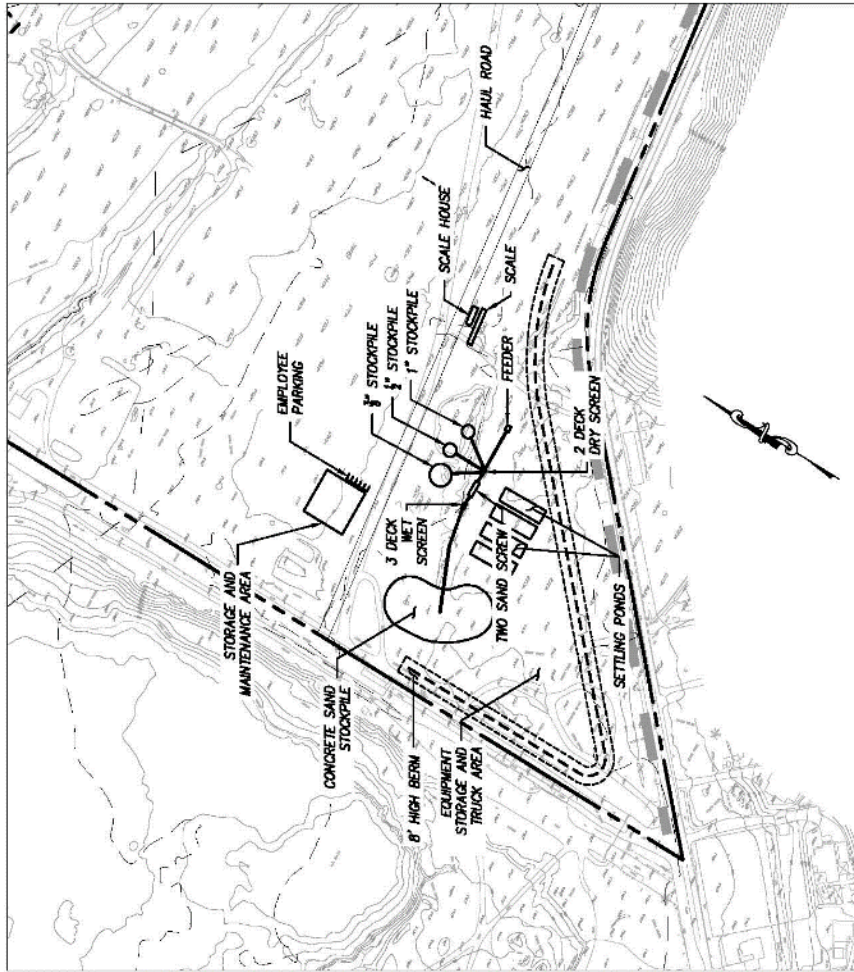 HAUL ROAD
SCALE HOUSE
SCALE
3/8" STOCKPILE
1/2" STOCKPILE
1" STOCKPILE
FEEDER
EMPLOYEE
PARKING
2 DECK
DRY SCREEN
3 DECK
WET
SCREEN
STORAGE AND
MAINTENANCE AREA
TWO SAND SCREW
SETTLING PONDS
CONCRETE SAND
STOCKPILE
8' HIGH BERM
EQUIPMENT
STORAGE AND
TRUCK AREA